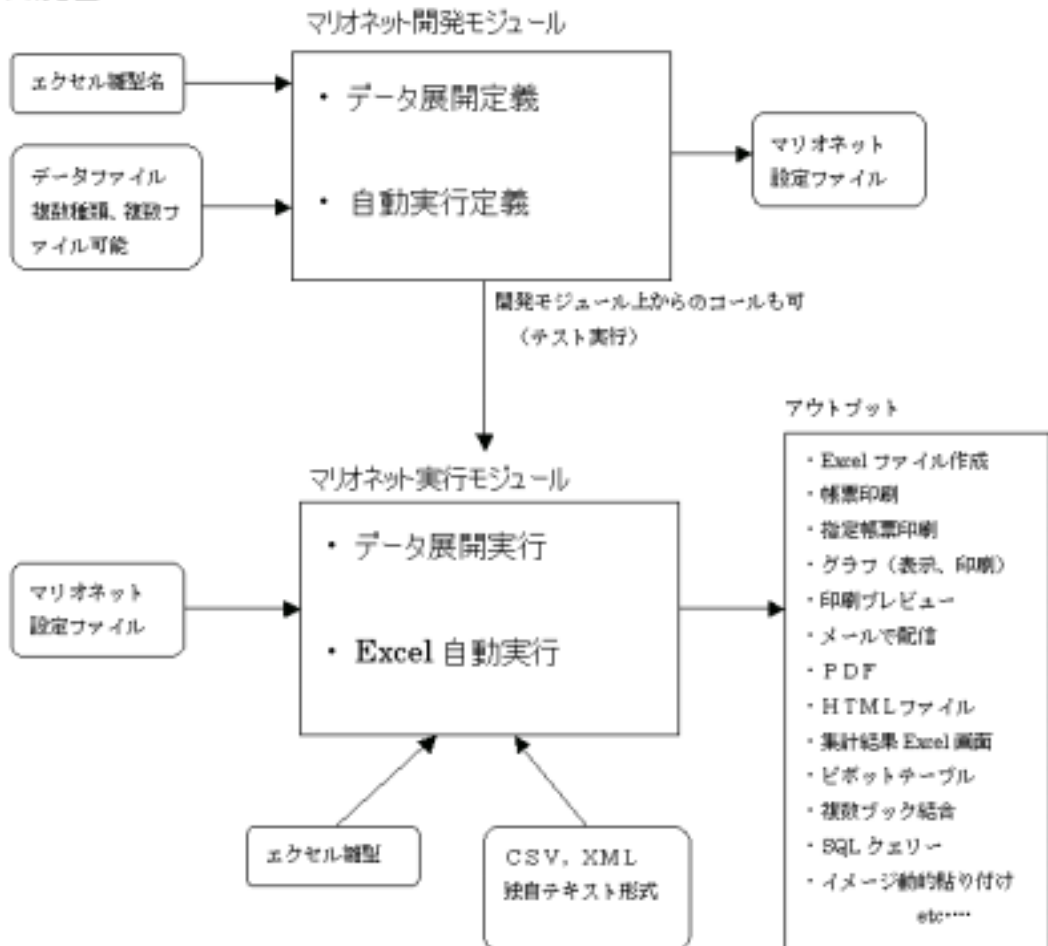 マリオネット開発モジュール
エクセル雛型名
・ データ展開定義
・ 自動実行定義
データファイル
複数種類、複数フ
ァイル可能
マリオネット
設定ファイル
開発モジュール上からのコールも可
（テスト実行）
アウトプット
マリオネット実行モジュール
・ データ展開実行
・ Excel 自動実行
マリオネット
設定ファイル
・Excel ファイル作成
・帳票印刷
・指定帳票印刷
・グラフ（表示、印刷）
・印刷プレビュー
・メールで配信
・ＰＤＦ
・ＨＴＭＬファイル
・集計結果 Excel 画面
・ピボットテーブル
・複数ブック結合
・SQL クェリー
・イメージ動的貼り付け
etc‥‥
エクセル雛型
ＣＳＶ，ＸＭＬ
独自テキスト形式